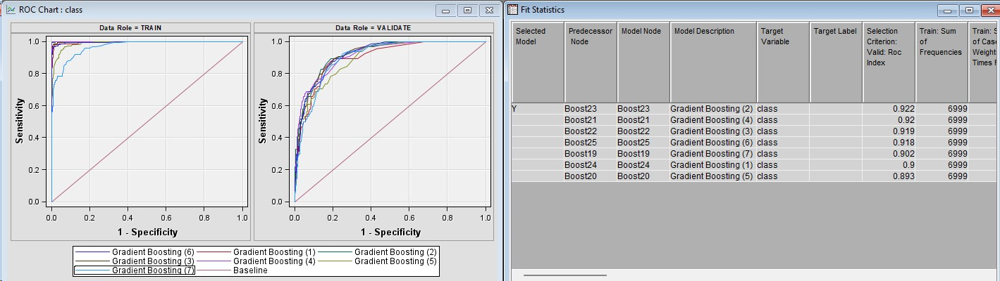 ROC Chart : class
Data Role = TRAIN
Data Role = VALIDATE
1.0
0.8
0.6
0.4
0.2
0.0
Sensitivity
0.0 0.2 0.4 0.6 0.8 1.0
1 - Specificity
1.0
0.8
0.6
0.4
0.2
0.0
Sensitivity
0.0 0.2 0.4 0.6 0.8 1.0
1 - Specificity
Gradient Boosting (6) Gradient Boosting (1) Gradient Boosting (2)
Gradient Boosting (3) Gradient Boosting (4) Gradient Boosting (5)
Gradient Boosting (7) Baseline
Fit Statistics
Selected Model
Predecessor Node
Model Node
Model Description
Target Variable
Target Label
Selection Criterion: Valid: Roc Index
Train: Sum of Frequencies
Train: S of Case Weight Times F
Y Boost23 Boost23 Gradient Boosting (2) class 0.922 6999
Boost21 Boost21 Gradient Boosting (4) class 0.92 6999
Boost22 Boost22 Gradient Boosting (3) class 0.919 6999
Boost25 Boost25 Gradient Boosting (6) class 0.918 6999
Boost19 Boost19 Gradient Boosting (7) class 0.902 6999
Boost24 Boost24 Gradient Boosting (1) class 0.9 6999
Boost20 Boost20 Gradient Boosting (5) class 0.893 6999